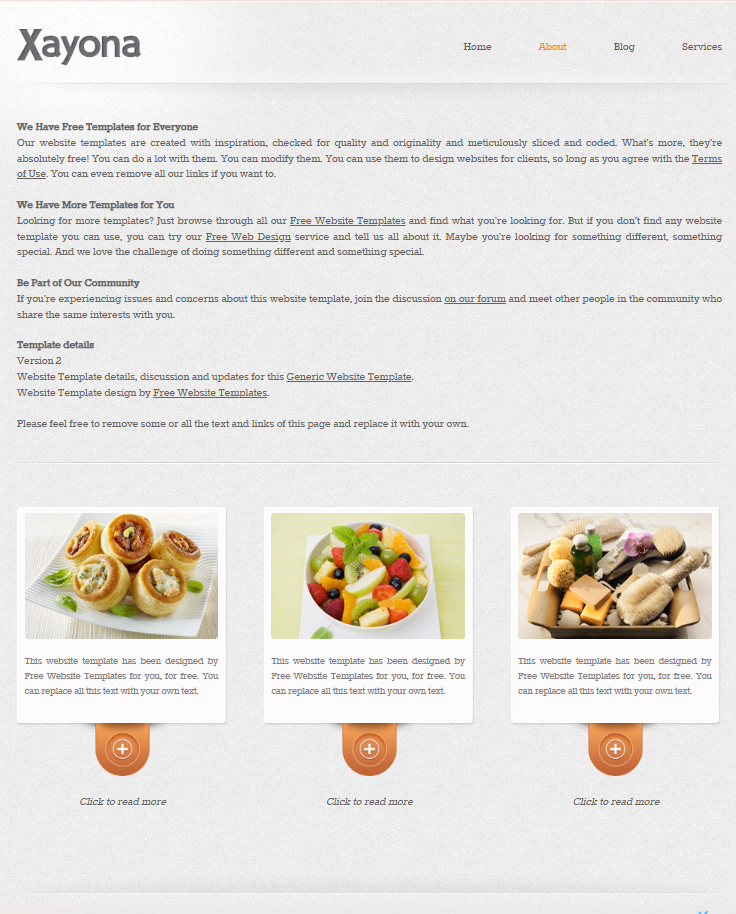 Xayona
Home About Blog Services
We Have Free Templates for Everyone
Our website templates are created with inspiration, checked for quality and originality and meticulously sliced and coded. What's more, they're
absolutely free! You can do a lot with them. You can modify them. You can use them to design websites for clients, so long as you agree with the Terms
of Use. You can even remove all our links if you want to.
We Have More Templates for You
Looking for more templates? Just browse through all our Free Website Templates and find what you're looking for. But if you don't find any website
template you can use, you can try our Free Web Design service and tell us all about it. Maybe you're looking for something different, something
special. And we love the challenge of doing something different and something special.
Be Part of Our Community
If you're experiencing issues and concerns about this website template, join the discussion on our forum and meet other people in the community who
share the same interests with you.
Template details
Version 2
Website Template details, discussion and updates for this Generic Website Template.
Website Template design by Free Website Templates.
Please feel free to remove some or all the text and links of this page and replace it with your own.
This website template has been designed by
Free Website Templates for you, for free. You
can replace all this text with your own text.
This website template has been designed by
Free Website Templates for you, for free. You
can replace all this text with your own text.
This website template has been designed by
Free Website Templates for you, for free. You
can replace all this text with your own text.
Click to read more
Click to read more
Click to read more